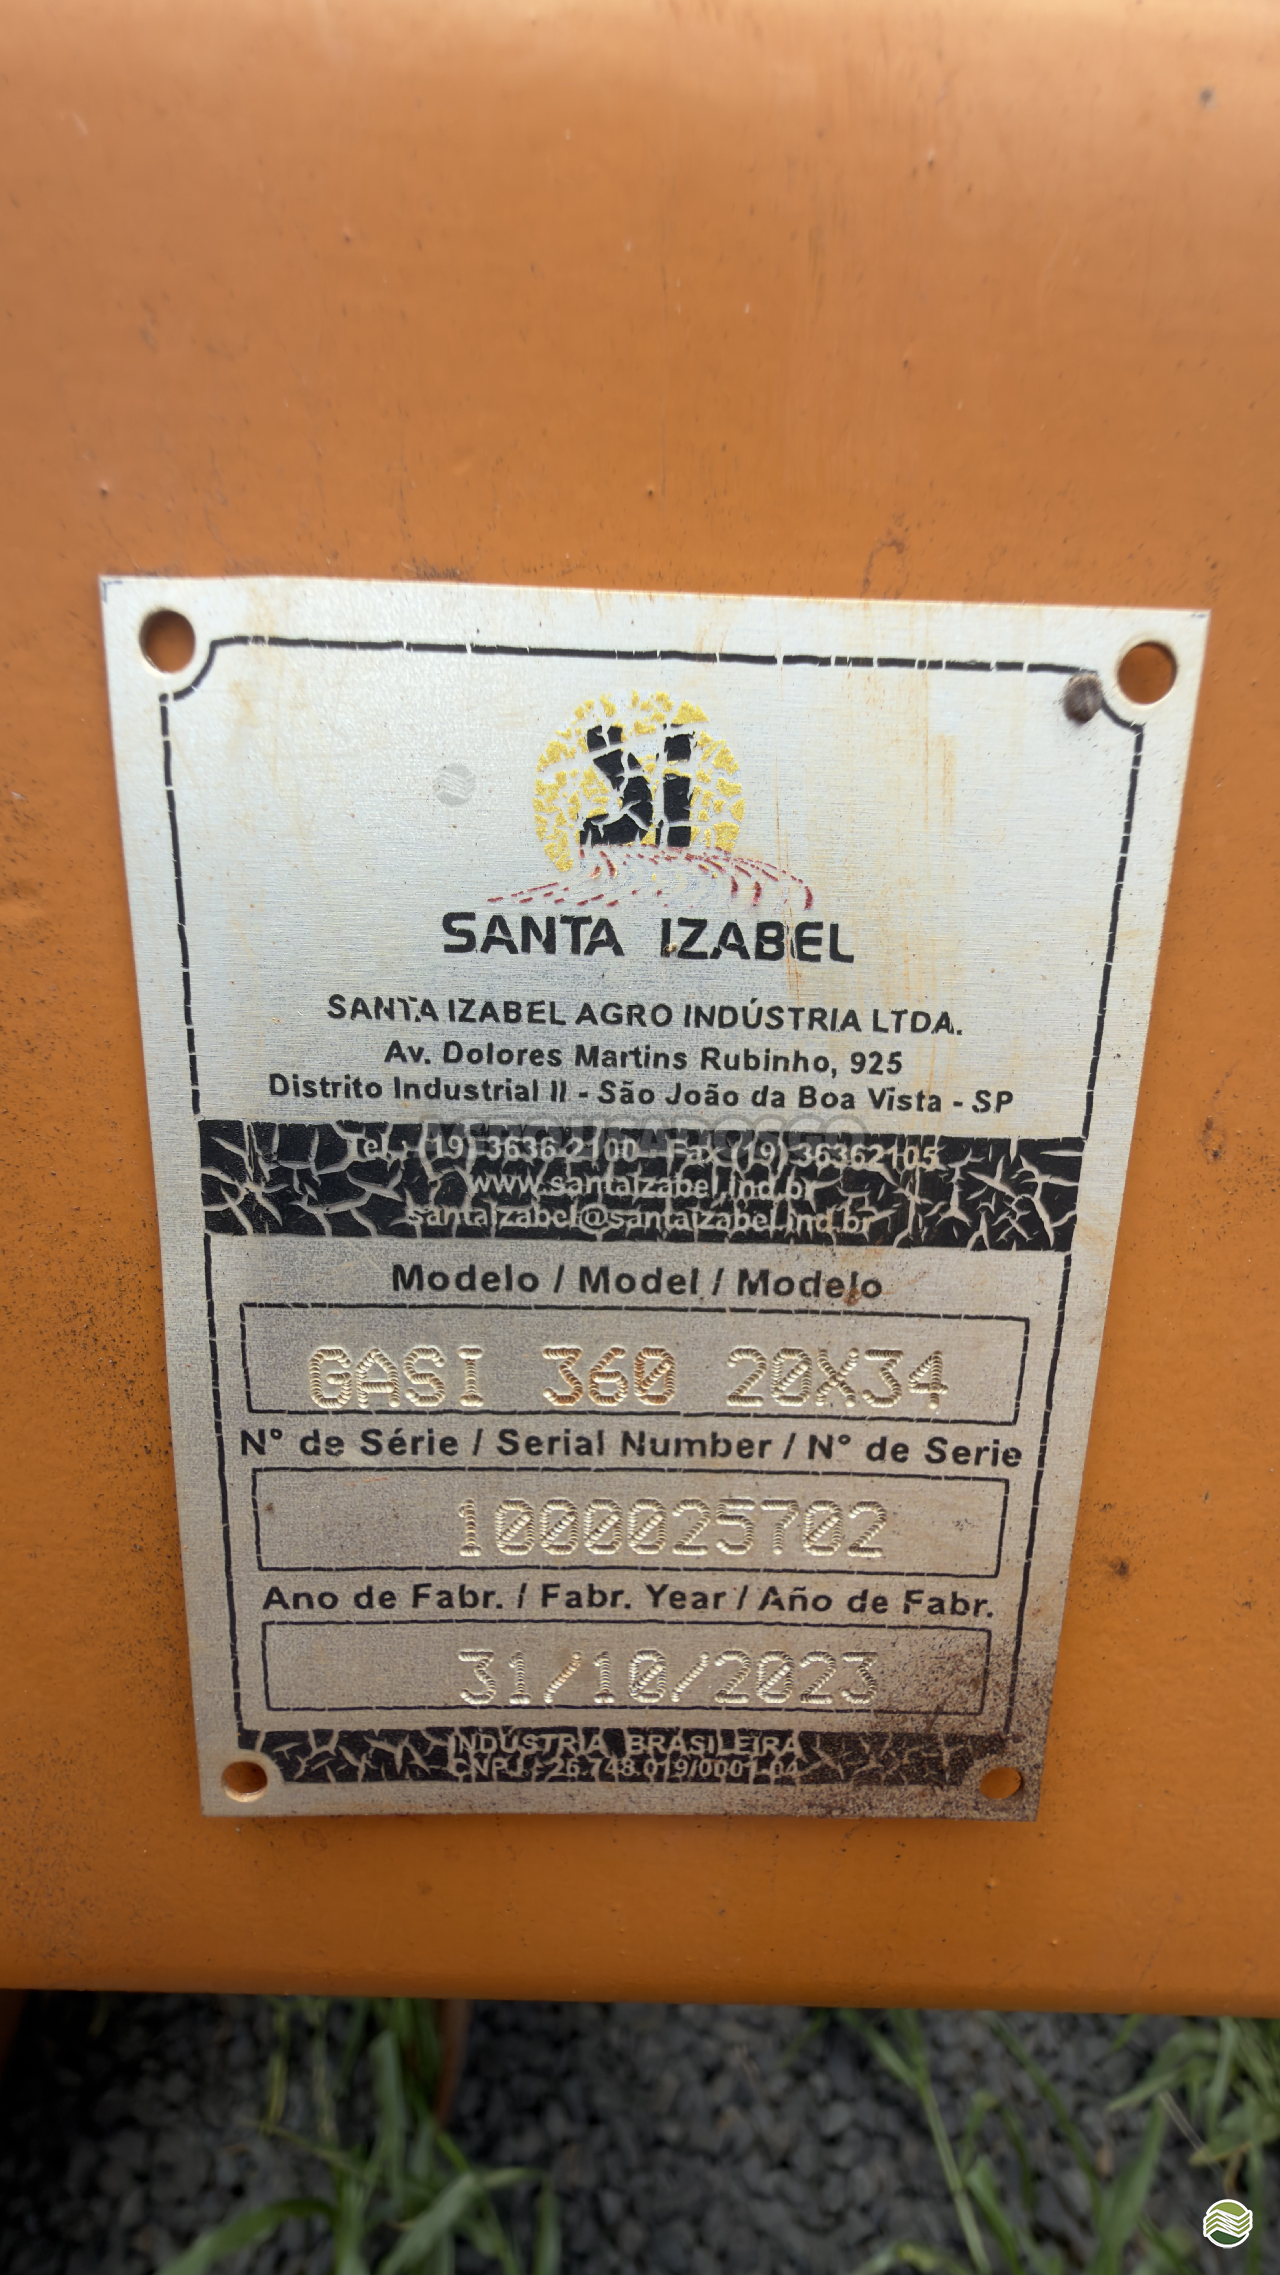 SI
SANTA IZABEL
SANTA IZABEL AGRO INDÚSTRIA LTDA.
Av. Dolores Martins Rubinho, 925
Distrito Industrial II - São João da Boa Vista - SP
Tel.: (19) 3636-2100 - Fax (19) 36362105
www.santaizabel.ind.br
santaizabel@santaizabel.ind.br
Modelo / Model / Modelo
GASI 360 20X34
N° de Série / Serial Number / N° de Serie
1000025702
Ano de Fabr. / Fabr. Year / Año de Fabr.
31/10/2023
INDÚSTRIA BRASILEIRA
CNPJ - 26.748.019/0001-04